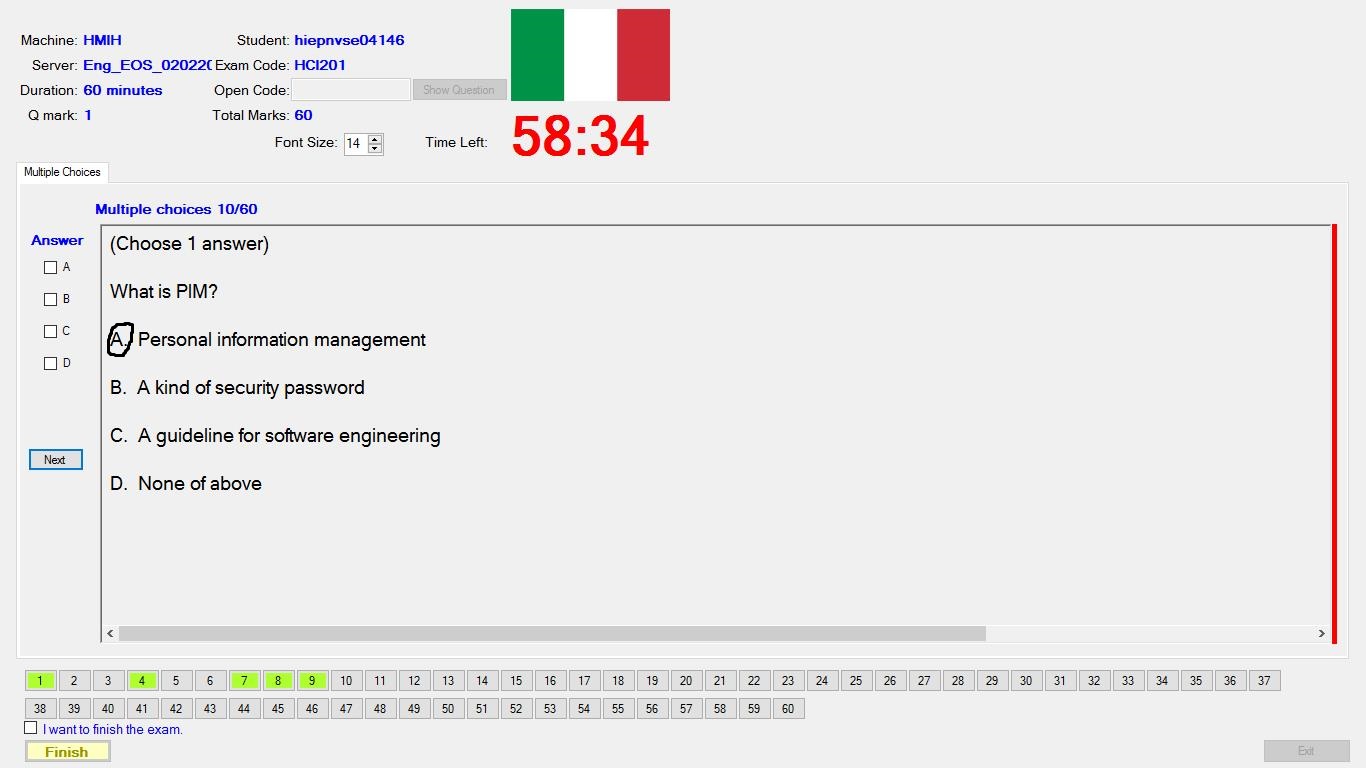 Machine: HMIH Student: hiepnvse04146
Server: Eng_EOS_02022 Exam Code: HCI201
Duration: 60 minutes Open Code: Show Question
Q mark: 1 Total Marks: 60
Font Size: 14 Time Left: 58:34
Multiple Choices
Multiple choices 10/60
Answer
A
B
C
D
Next
(Choose 1 answer)
What is PIM?
A. Personal information management
B. A kind of security password
C. A guideline for software engineering
D. None of above
1 2 3 4 5 6 7 8 9 10 11 12 13 14 15 16 17 18 19 20 21 22 23 24 25 26 27 28 29 30 31 32 33 34 35 36 37
38 39 40 41 42 43 44 45 46 47 48 49 50 51 52 53 54 55 56 57 58 59 60
I want to finish the exam.
Finish Exit